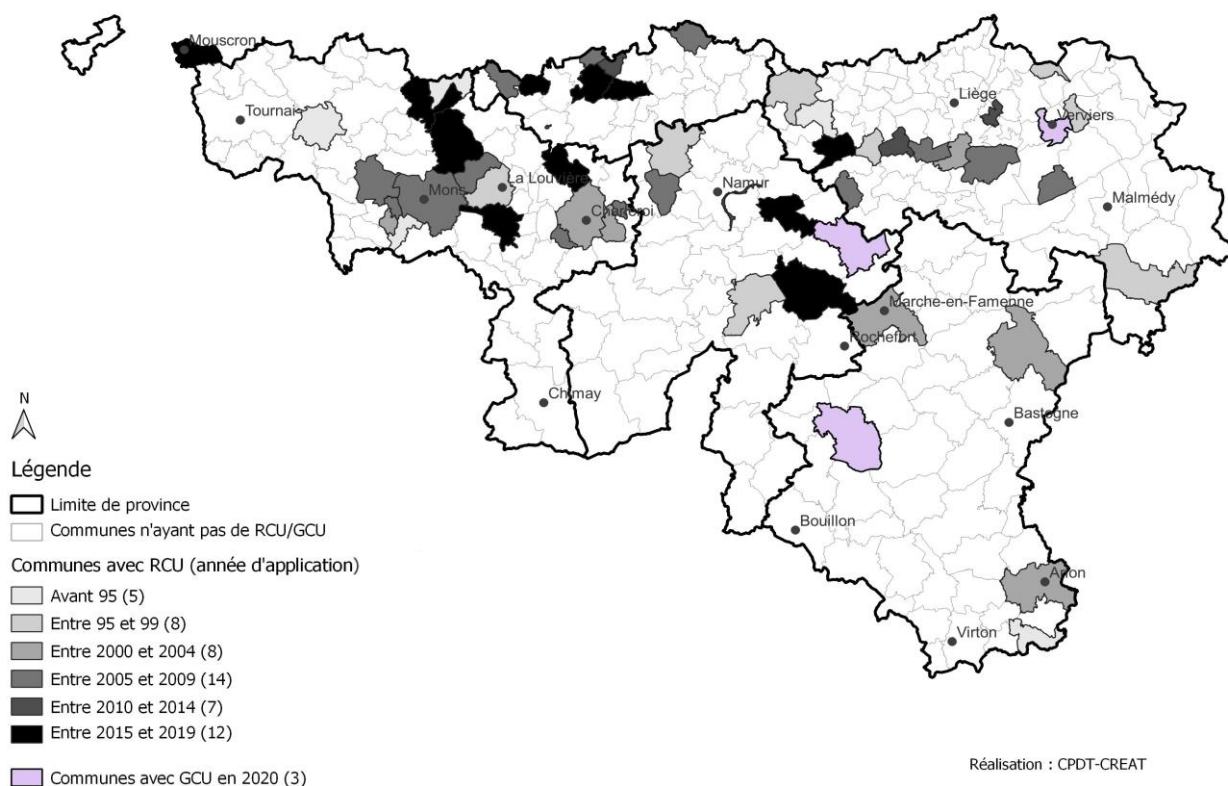 Mouscron
Tournai
Liège
Verviers
La Louvière
Mons
Namur
Charleroi
Malmédy
Marche-en-Famenne
Rochefort
Chimay
Bastogne
Bouillon
Arlon
Virton
N
Légende
Limite de province
Communes n'ayant pas de RCU/GCU
Communes avec RCU (année d'application)
Avant 95 (5)
Entre 95 et 99 (8)
Entre 2000 et 2004 (8)
Entre 2005 et 2009 (14)
Entre 2010 et 2014 (7)
Entre 2015 et 2019 (12)
Communes avec GCU en 2020 (3)
Réalisation : CPDT-CREAT